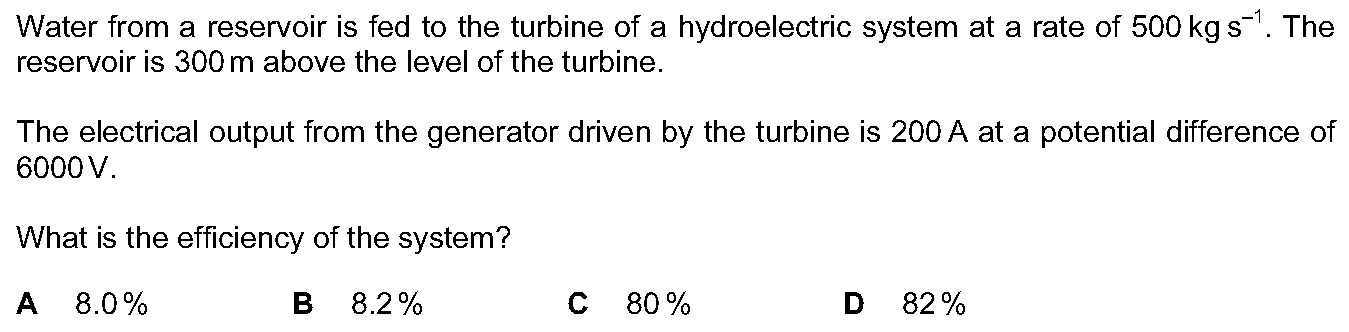 Water from a reservoir is fed to the turbine of a hydroelectric system at a rate of 500 kg s⁻¹. The
reservoir is 300 m above the level of the turbine.
The electrical output from the generator driven by the turbine is 200 A at a potential difference of
6000 V.
What is the efficiency of the system?
A 8.0 % B 8.2 % C 80 % D 82 %